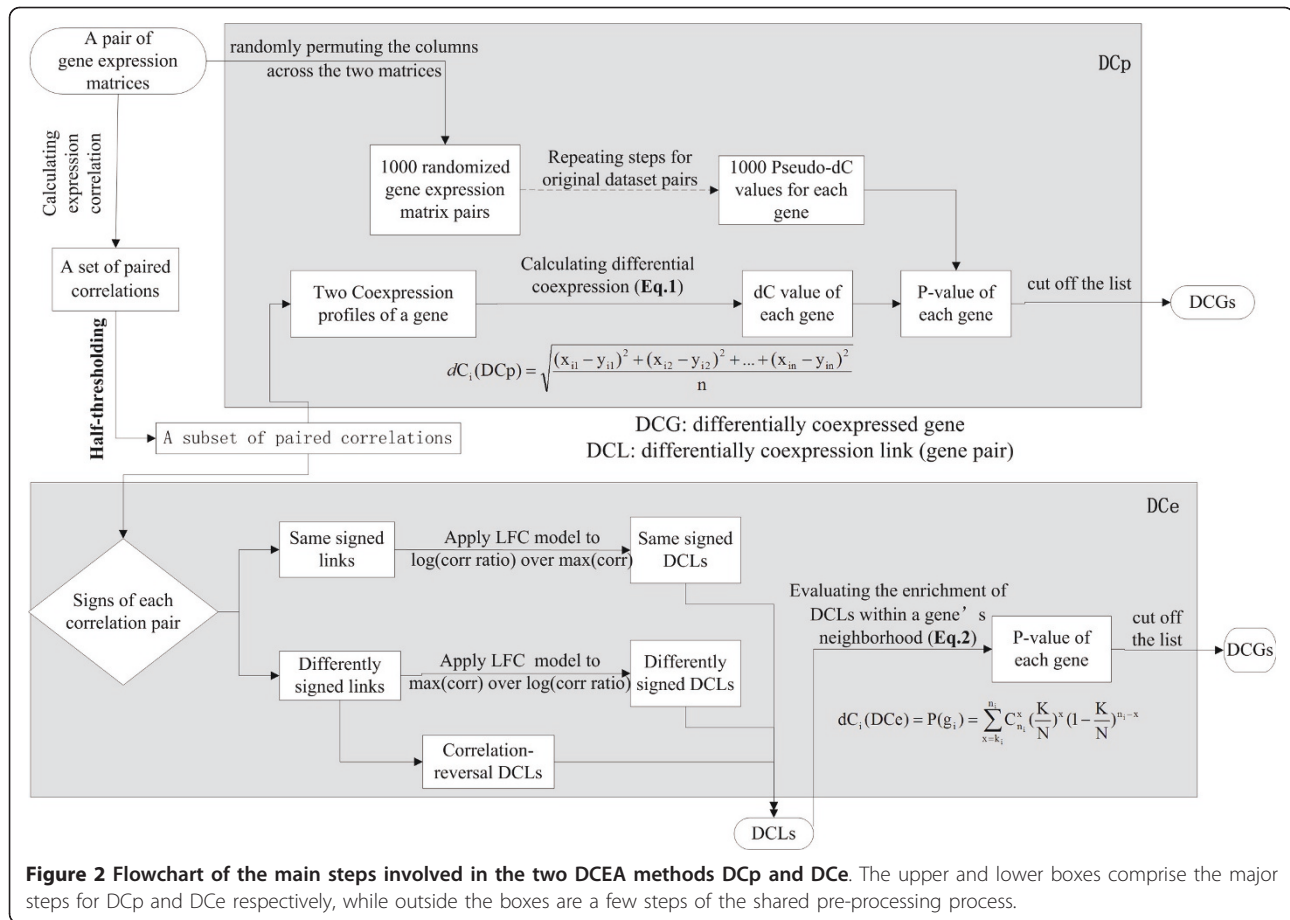 A pair of
gene expression
matrices
randomly permuting the columns
across the two matrices
DCp
Calculating
expression
correlation
1000 randomized
gene expression
matrix pairs
Repeating steps for
original dataset pairs
1000 Pseudo-dC
values for each
gene
A set of paired
correlations
Two Coexpression
profiles of a gene
Calculating differential
coexpression (Eq.1)
dC value of
each gene
P-value of
each gene
cut off the list
DCGs
dC_i(DCp) = √((x_i1 − y_i1)² + (x_i2 − y_i2)² + ... + (x_in − y_in)² / n)
Half-thresholding
A subset of paired correlations
DCG: differentially coexpressed gene
DCL: differentially coexpression link (gene pair)
DCe
Signs of each
correlation pair
Same signed
links
Apply LFC model to
log(corr ratio) over max(corr)
Same signed
DCLs
Differently
signed links
Apply LFC model to
max(corr) over log(corr ratio)
Differently
signed DCLs
Correlation-
reversal DCLs
DCLs
Evaluating the enrichment of
DCLs within a gene's
neighborhood (Eq.2)
P-value of
each gene
cut off
the list
DCGs
dC_i(DCe) = P(g_i) = ∑_{x=k_i}^{n_i} C_{n_i}^x (K/N)^x (1 − K/N)^{n_i−x}
Figure 2 Flowchart of the main steps involved in the two DCEA methods DCp and DCe. The upper and lower boxes comprise the major
steps for DCp and DCe respectively, while outside the boxes are a few steps of the shared pre-processing process.